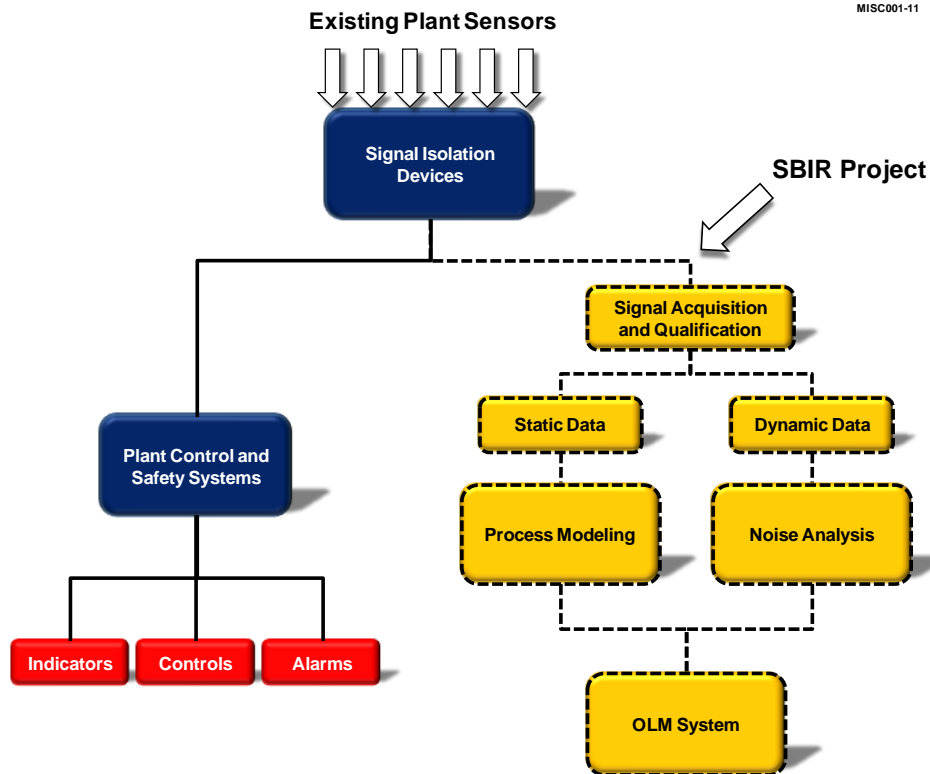 MISC001-11
Existing Plant Sensors
Signal Isolation
Devices
SBIR Project
Signal Acquisition
and Qualification
Static Data
Dynamic Data
Plant Control and
Safety Systems
Process Modeling
Noise Analysis
Indicators
Controls
Alarms
OLM System